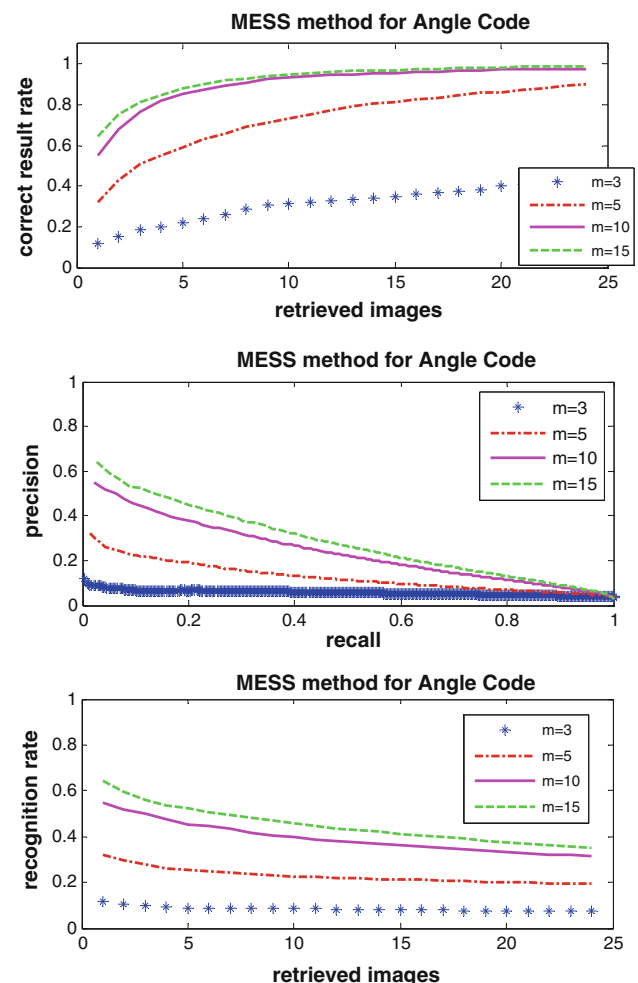 MESS method for Angle Code
correct result rate
1
0.8
0.6
0.4
0.2
0
m=3
m=5
m=10
m=15
0 5 10 15 20 25
retrieved images
MESS method for Angle Code
precision
1
0.8
0.6
0.4
0.2
0
m=3
m=5
m=10
m=15
0 0.2 0.4 0.6 0.8 1
recall
MESS method for Angle Code
recognition rate
1
0.8
0.6
0.4
0.2
0
m=3
m=5
m=10
m=15
0 5 10 15 20 25
retrieved images